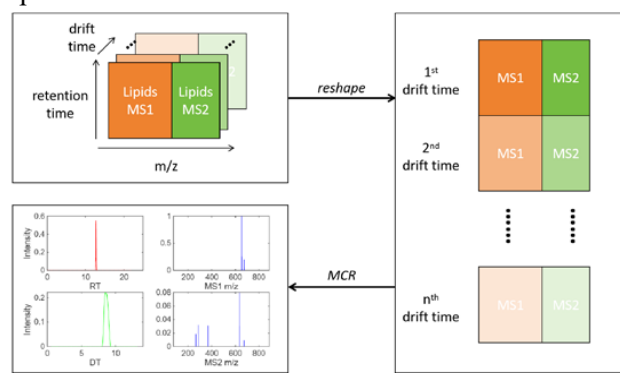 drift
time
retention
time
Lipids
MS1
Lipids
MS2
2
m/z
reshape
1st
drift time
MS1
MS2
2nd
drift time
MS1
MS2
nth
drift time
MS1
MS2
MCR
Intensity
0.6
0.4
0.2
0
0
10
20
RT
1
0.5
0
200
400
600
800
MS1 m/z
Intensity
0.2
0.1
0
0
5
10
DT
0.08
0.06
0.04
0.02
0
200
400
600
800
MS2 m/z